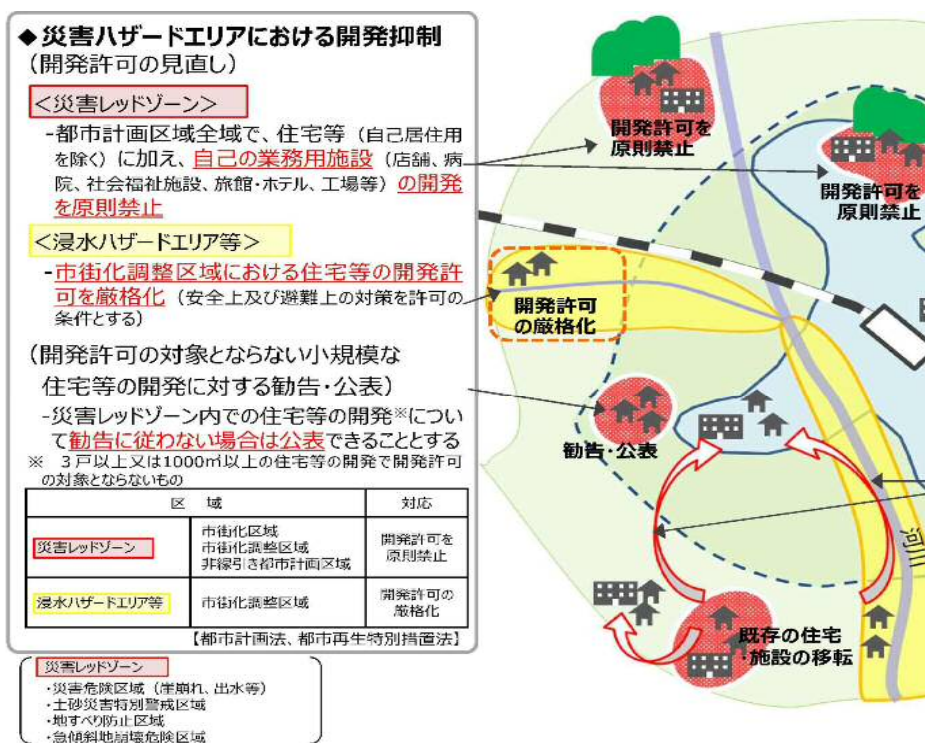 ◆災害ハザードエリアにおける開発抑制
（開発許可の見直し）
＜災害レッドゾーン＞
-都市計画区域全域で、住宅等（自己居住用
を除く）に加え、自己の業務用施設（店舗、病
院、社会福祉施設、旅館・ホテル、工場等）の開発
を原則禁止
＜浸水ハザードエリア等＞
-市街化調整区域における住宅等の開発許
可を厳格化（安全上及び避難上の対策を許可の
条件とする）
（開発許可の対象とならない小規模な
住宅等の開発に対する勧告・公表）
-災害レッドゾーン内での住宅等の開発※につい
て勧告に従わない場合は公表できることとする
※ ３戸以上又は1000㎡以上の住宅等の開発で開発許可
の対象とならないもの
区 域 対応
災害レッドゾーン
市街化区域
市街化調整区域
非線引き都市計画区域
開発許可を
原則禁止
浸水ハザードエリア等
市街化調整区域
開発許可の
厳格化
【都市計画法、都市再生特別措置法】
災害レッドゾーン
・災害危険区域（崖崩れ、出水等）
・土砂災害特別警戒区域
・地すべり防止区域
・急傾斜地崩壊危険区域
開発許可を
原則禁止
開発許可を
原則禁止
開発許可
の厳格化
勧告・公表
河川
既存の住宅
・施設の移転